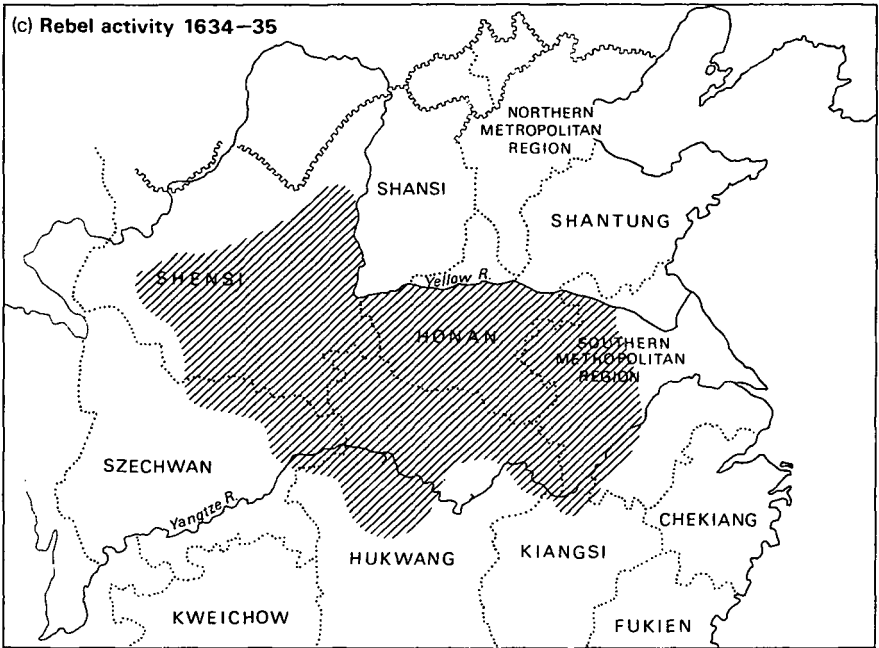 (c) Rebel activity 1634—35
NORTHERN
METROPOLITAN
REGION
SHANSI
SHANTUNG
SHENSI
Yellow R.
HONAN
SOUTHERN
METROPOLITAN
REGION
SZECHWAN
Yangtze R.
CHEKIANG
HUKWANG
KIANGSI
KWEICHOW
FUKIEN